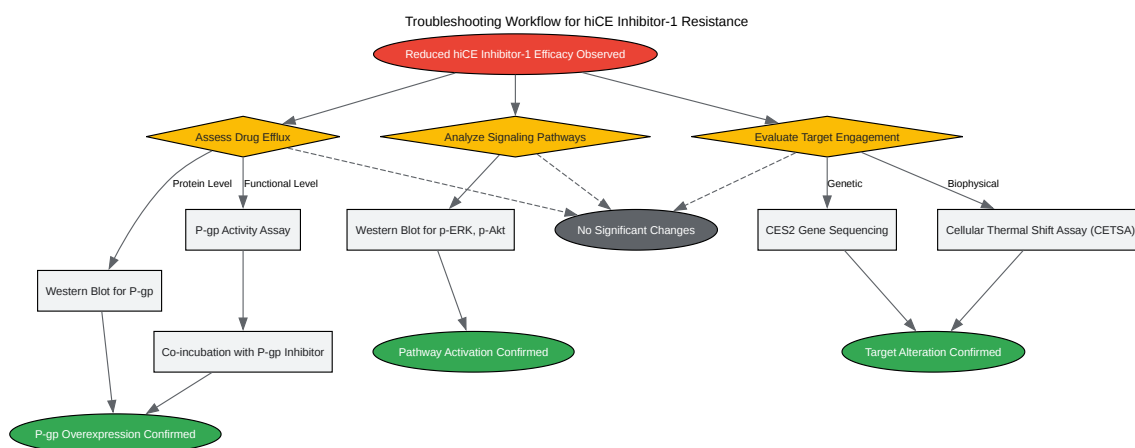 Troubleshooting Workflow for hiCE Inhibitor-1 Resistance
Reduced hiCE Inhibitor-1 Efficacy Observed
Assess Drug Efflux
Analyze Signaling Pathways
Evaluate Target Engagement
Protein Level
Functional Level
Genetic
Biophysical
P-gp Activity Assay
Western Blot for p-ERK, p-Akt
No Significant Changes
CES2 Gene Sequencing
Cellular Thermal Shift Assay (CETSA)
Western Blot for P-gp
Co-incubation with P-gp Inhibitor
Pathway Activation Confirmed
Target Alteration Confirmed
P-gp Overexpression Confirmed